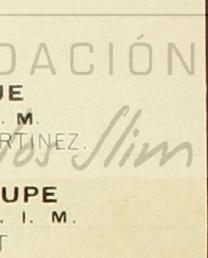 DACIÓN
UE
. M.
RTINEZ.
los Slim
UPE
. I. M.
T